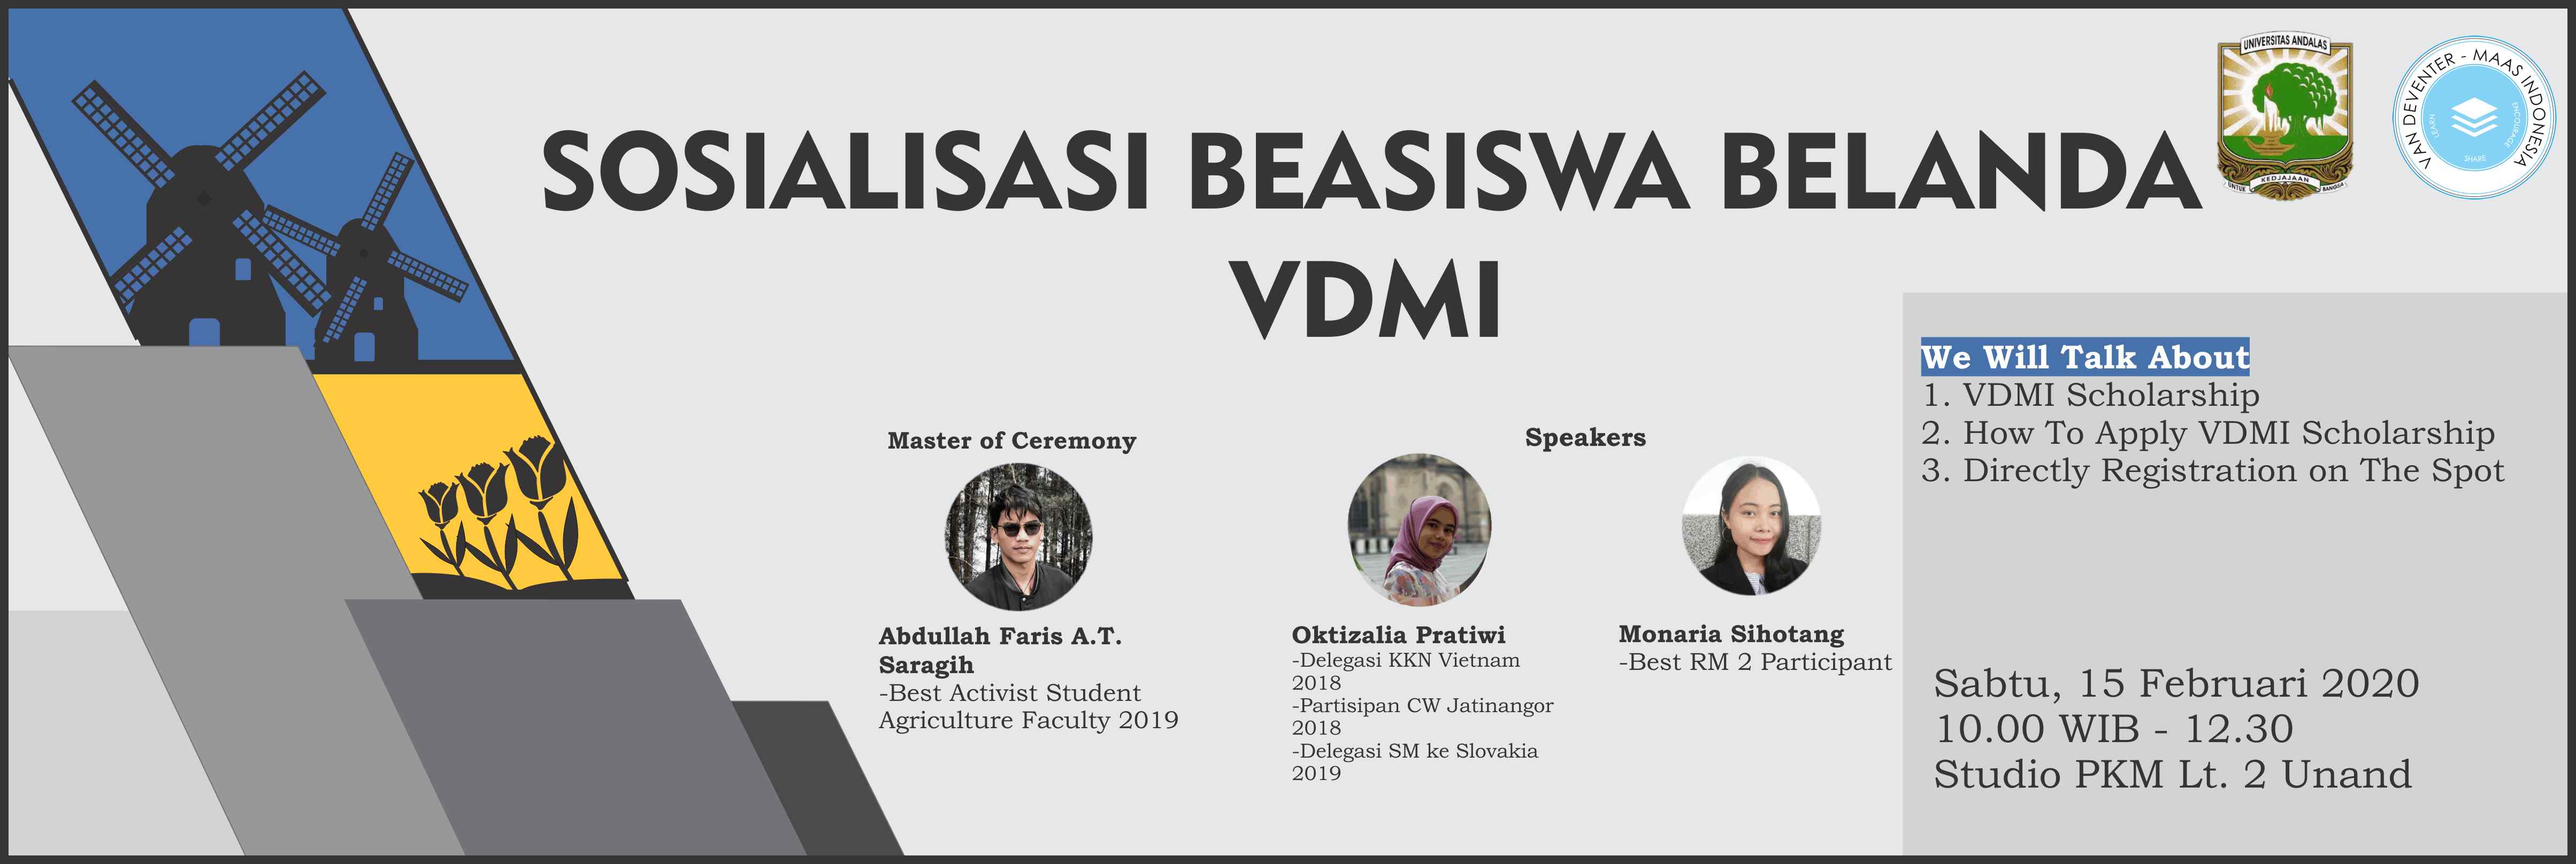 SOSIALISASI BEASISWA BELANDA
VDMI
UNIVERSITAS ANDALAS
UNTUK KEDJAJAAN BANGSA
VAN DEVENTER - MAAS INDONESIA
LEARN
SHARE
ENCOURAGE
Master of Ceremony
Abdullah Faris A.T.
Saragih
-Best Activist Student
Agriculture Faculty 2019
Speakers
Oktizalia Pratiwi
-Delegasi KKN Vietnam
2018
-Partisipan CW Jatinangor
2018
-Delegasi SM ke Slovakia
2019
Monaria Sihotang
-Best RM 2 Participant
We Will Talk About
1. VDMI Scholarship
2. How To Apply VDMI Scholarship
3. Directly Registration on The Spot
Sabtu, 15 Februari 2020
10.00 WIB - 12.30
Studio PKM Lt. 2 Unand